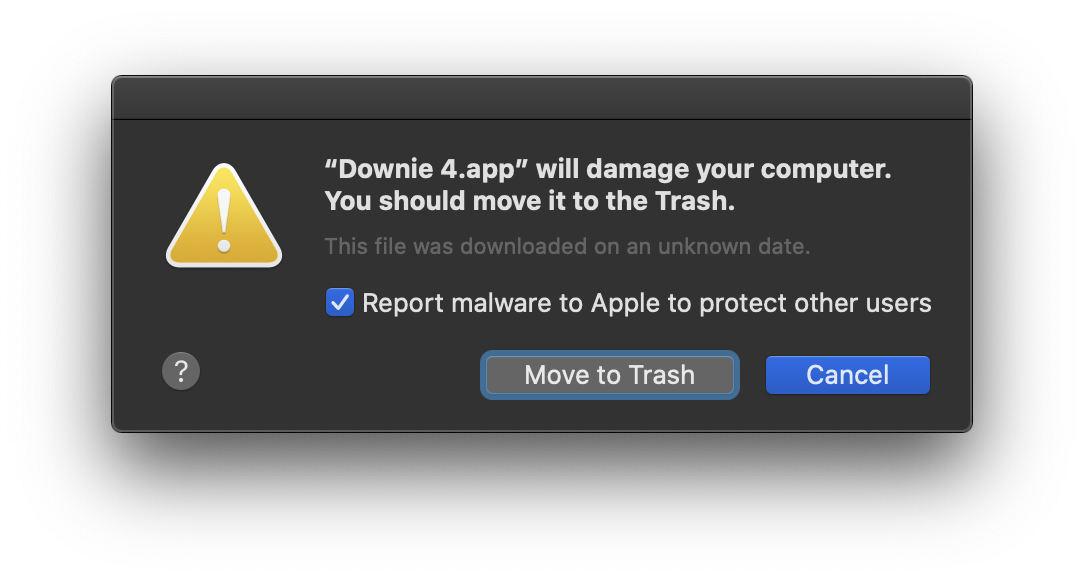 “Downie 4.app” will damage your computer.
You should move it to the Trash.
This file was downloaded on an unknown date.
Report malware to Apple to protect other users
?
Move to Trash
Cancel